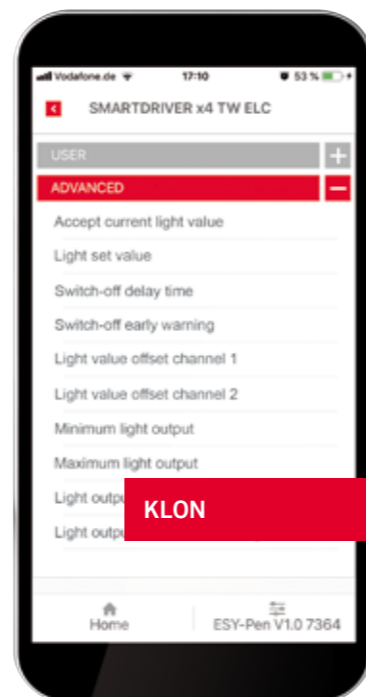 Vodafone.de 17:10 53 %
SMARTDRIVER x4 TW ELC
USER
ADVANCED
Accept current light value
Light set value
Switch-off delay time
Switch-off early warning
Light value offset channel 1
Light value offset channel 2
Minimum light output
Maximum light output
Light
KLON
Light
Home ESY-Pen V1.0 7364